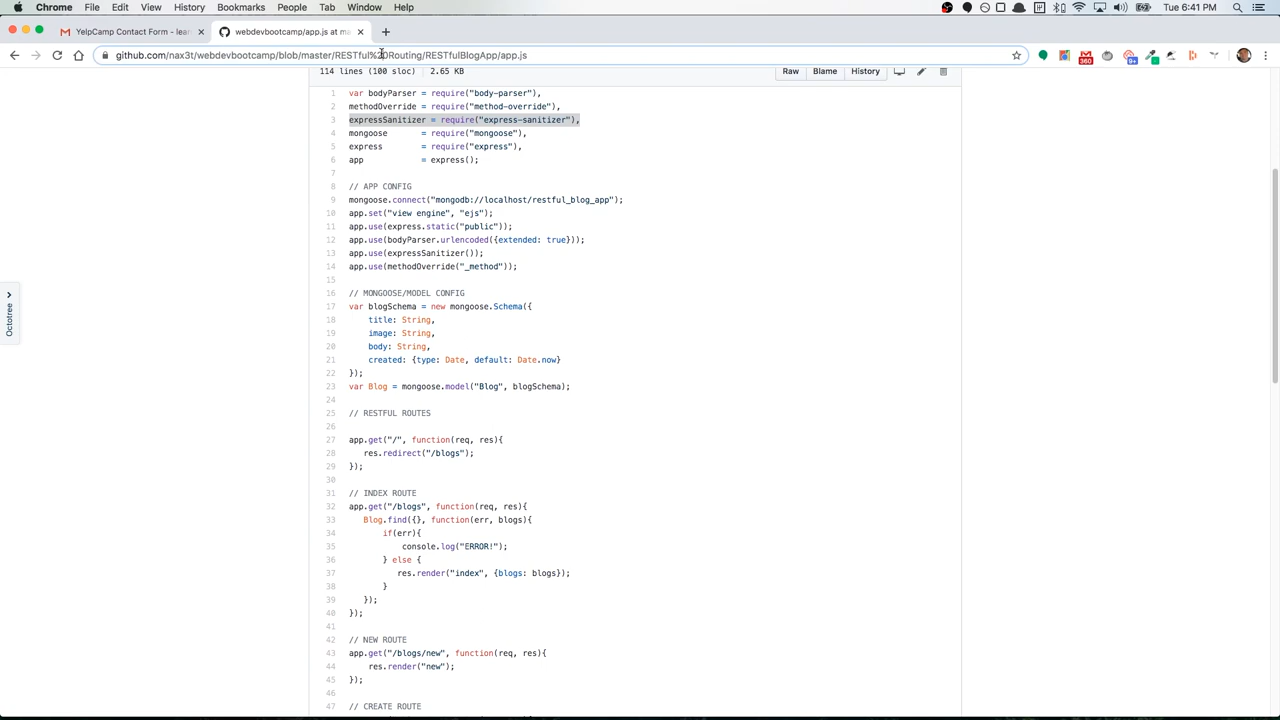 Chrome File Edit View History Bookmarks People Tab Window Help
Tue 6:41 PM
YelpCamp Contact Form - lear
webdevbootcamp/app.js at ma
github.com/nax3t/webdevbootcamp/blob/master/RESTful%20Routing/RESTfulBlogApp/app.js
360
9+
114 lines (100 sloc) 2.65 KB
Raw Blame History
1 var bodyParser = require("body-parser"),
2 methodOverride = require("method-override"),
3 expressSanitizer = require("express-sanitizer"),
4 mongoose = require("mongoose"),
5 express = require("express"),
6 app = express();
7
8 // APP CONFIG
9 mongoose.connect("mongodb://localhost/restful_blog_app");
10 app.set("view engine", "ejs");
11 app.use(express.static("public"));
12 app.use(bodyParser.urlencoded({extended: true}));
13 app.use(expressSanitizer());
14 app.use(methodOverride("_method"));
15
16 // MONGOOSE/MODEL CONFIG
17 var blogSchema = new mongoose.Schema({
18 title: String,
19 image: String,
20 body: String,
21 created: {type: Date, default: Date.now}
22 });
23 var Blog = mongoose.model("Blog", blogSchema);
24
25 // RESTFUL ROUTES
26
27 app.get("/", function(req, res){
28 res.redirect("/blogs");
29 });
30
31 // INDEX ROUTE
32 app.get("/blogs", function(req, res){
33 Blog.find({}, function(err, blogs){
34 if(err){
35 console.log("ERROR!");
36 } else {
37 res.render("index", {blogs: blogs});
38 }
39 });
40 });
41
42 // NEW ROUTE
43 app.get("/blogs/new", function(req, res){
44 res.render("new");
45 });
46
47 // CREATE ROUTE
Octotree